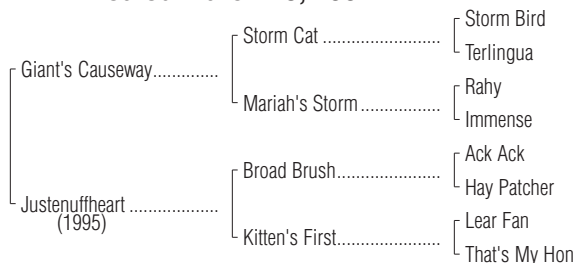 Storm Bird
Storm Cat ........................
Terlingua
Giant's Causeway..............
Rahy
Mariah's Storm .....................
Immense
Ack Ack
Broad Brush...........................
Hay Patcher
Justenuffheart ...................
(1995)
Lear Fan
Kitten's First...........................
That's My Hon